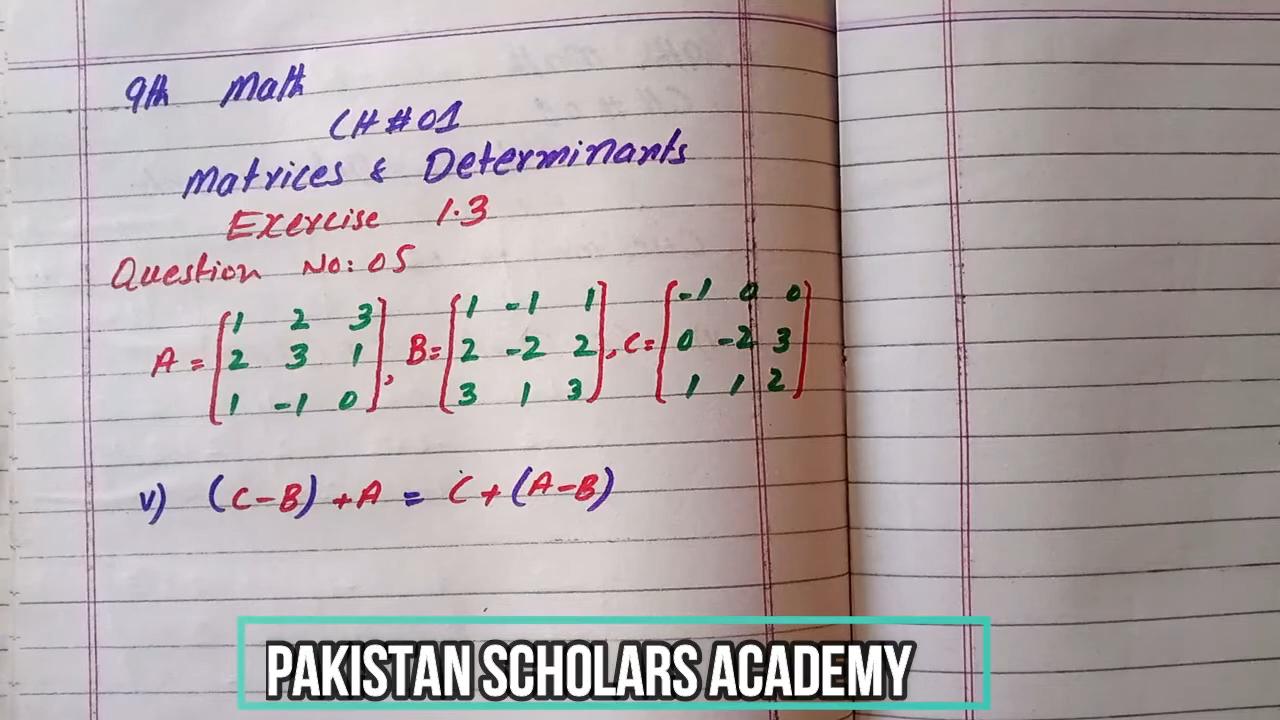 9th Math
CH#01
Matrices & Determinants
Exercise 1.3
Question No: 05
A = [1 2 3
2 3 1
1 -1 0], B = [1 -1 1
2 -2 2
3 1 3], C = [-1 0 0
0 -2 3
1 1 2]
v) (C-B)+A = C+(A-B)
PAKISTAN SCHOLARS ACADEMY